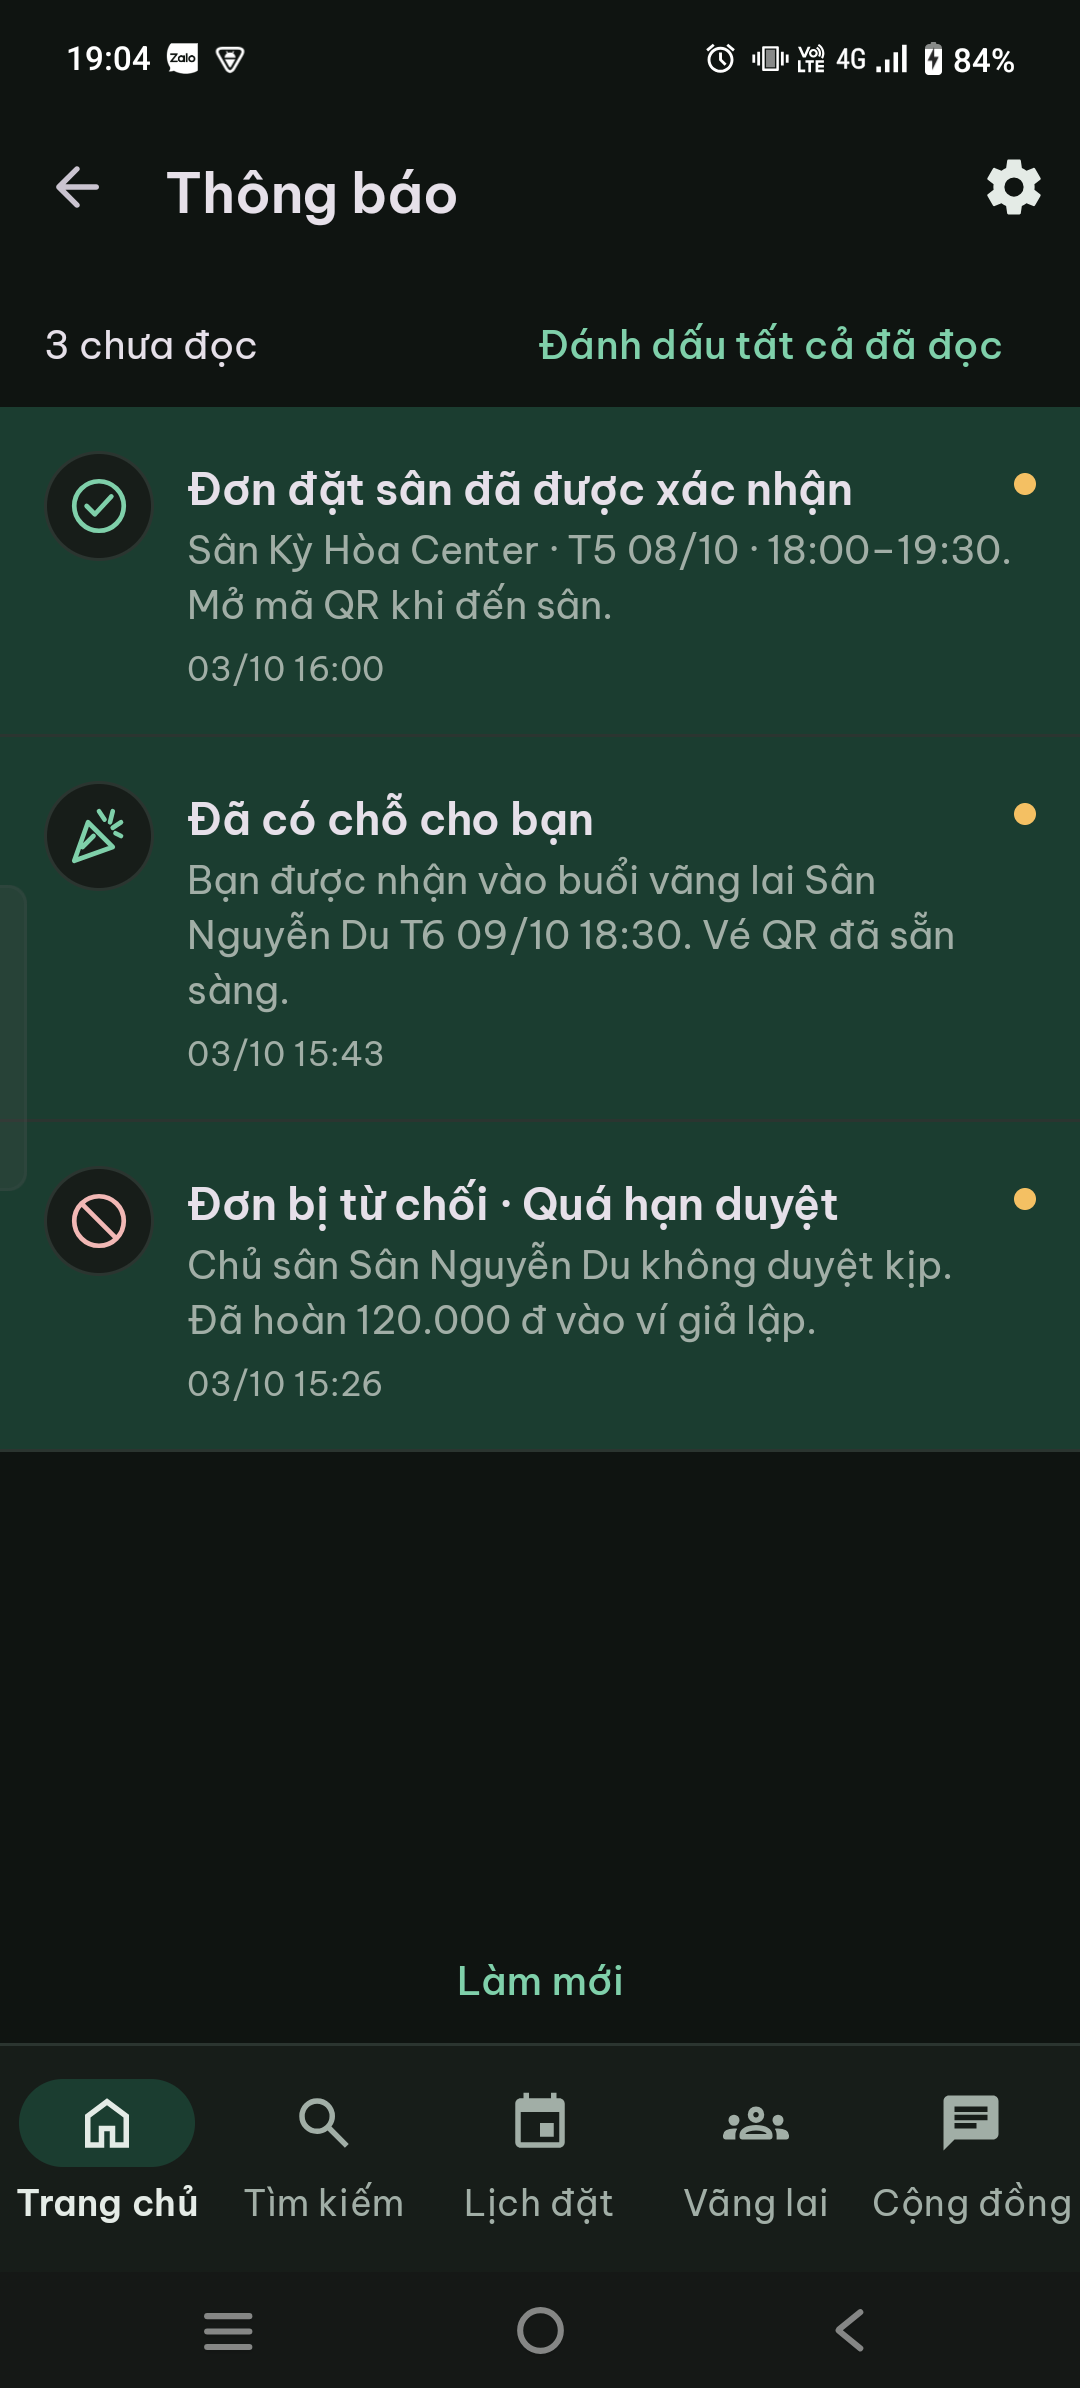 19:04 Zalo VoLTE 4G 84%
Thông báo
3 chưa đọc Đánh dấu tất cả đã đọc
Đơn đặt sân đã được xác nhận
Sân Kỳ Hòa Center · T5 08/10 · 18:00–19:30.
Mở mã QR khi đến sân.
03/10 16:00
Đã có chỗ cho bạn
Bạn được nhận vào buổi vãng lai Sân
Nguyễn Du T6 09/10 18:30. Vé QR đã sẵn
sàng.
03/10 15:43
Đơn bị từ chối · Quá hạn duyệt
Chủ sân Sân Nguyễn Du không duyệt kịp.
Đã hoàn 120.000 đ vào ví giả lập.
03/10 15:26
Làm mới
Trang chủ Tìm kiếm Lịch đặt Vãng lai Cộng đồng